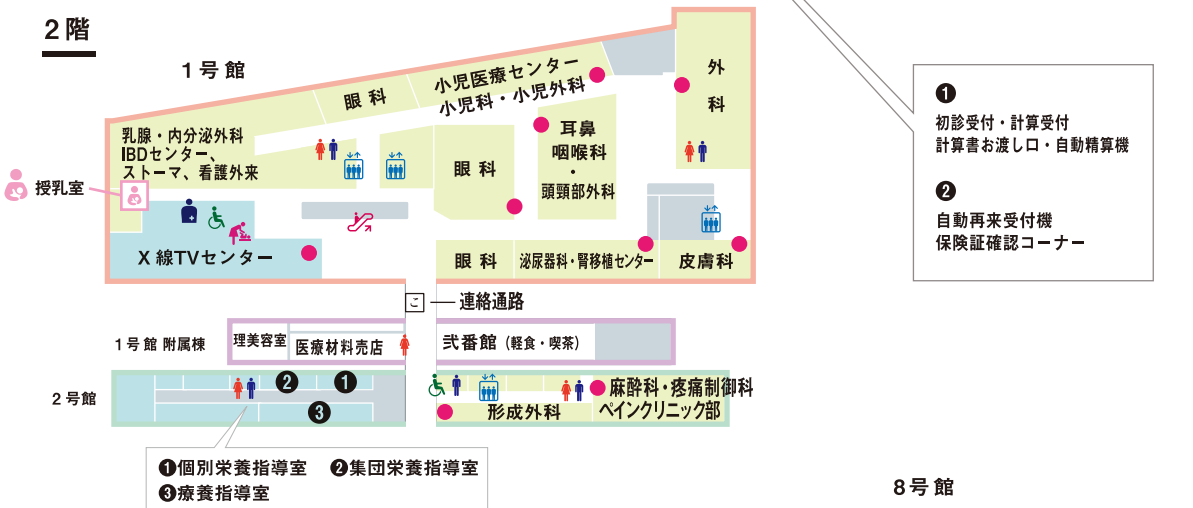 2階
1号館
外
科
小児医療センター
小児科・小児外科
眼科
乳腺・内分泌外科
IBDセンター、
ストーマ、看護外来
耳鼻
咽喉科
・
頭頸部外科
眼科
授乳室
X線TVセンター
眼科
泌尿器科・腎移植センター
皮膚科
こ
連絡通路
1号館 附属棟
理美容室
医療材料売店
弐番館(軽食・喫茶)
2号館
❷
❶
❸
形成外科
麻酔科・疼痛制御科
ペインクリニック部
❶個別栄養指導室 ❷集団栄養指導室
❸療養指導室
❶
初診受付・計算受付
計算書お渡し口・自動精算機
❷
自動再来受付機
保険証確認コーナー
8号館